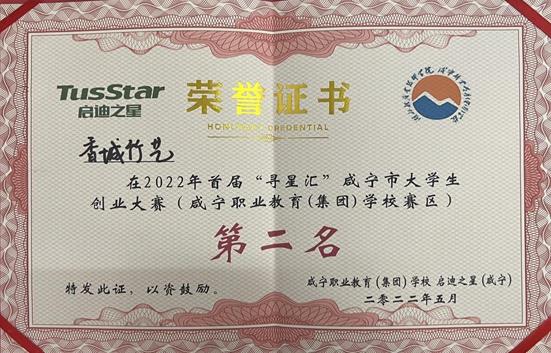 TusStar
启迪之星
荣誉证书
HONORARY CREDENTIAL
香城竹艺
在2022年首届“寻星汇”咸宁市大学生
创业大赛（咸宁职业教育(集团)学校赛区）
第二名
特发此证，以资鼓励。
咸宁职业教育(集团)学校 启迪之星(咸宁)
二零二二年五月